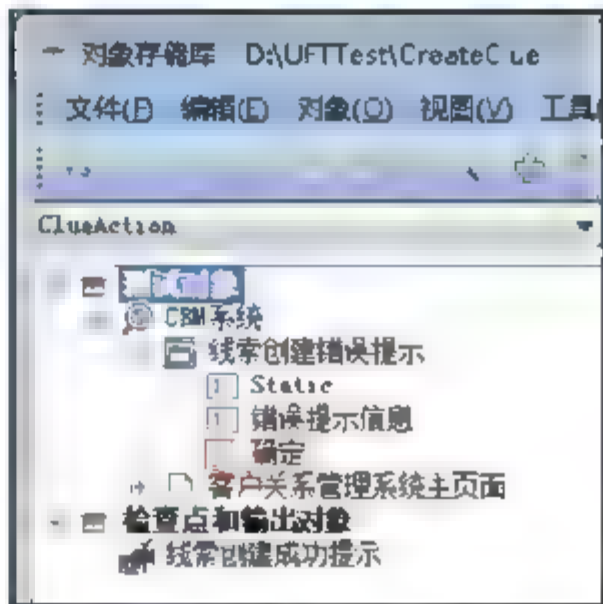 对象存储库 D:\UFTTest\CreateClue
文件(F) 编辑(E) 对象(O) 视图(V) 工具(
ClueAction
测试对象
CRM系统
线索创建错误提示
Static
错误提示信息
确定
客户关系管理系统主页面
检查点和输出对象
线索创建成功提示